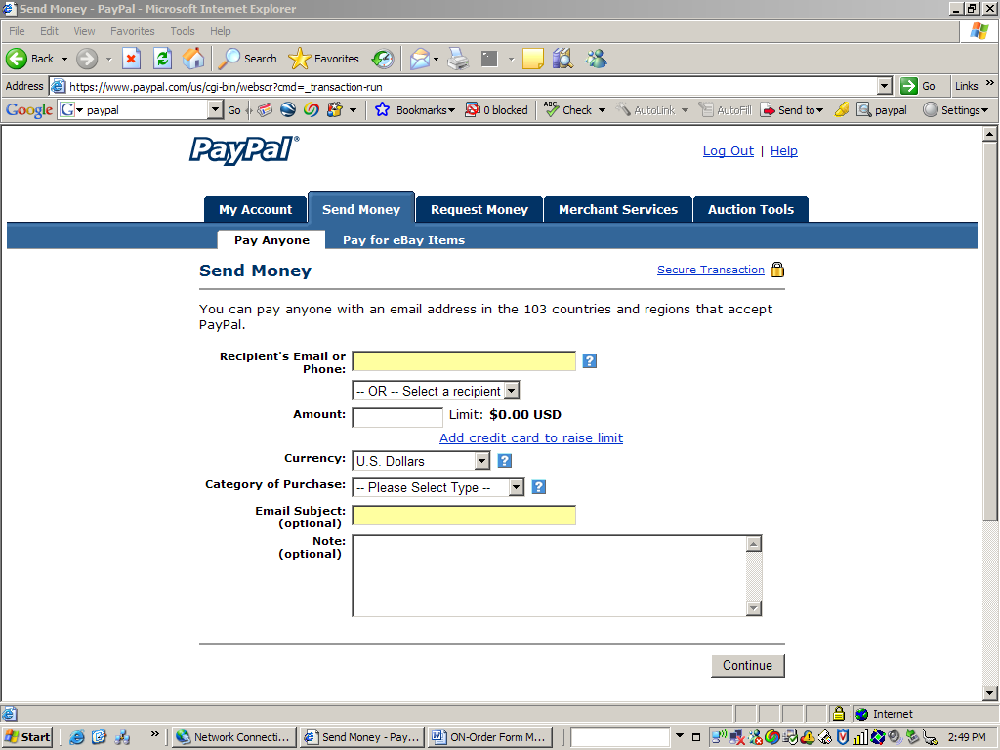 Send Money - PayPal - Microsoft Internet Explorer
File Edit View Favorites Tools Help
Back Search Favorites
Address https://www.paypal.com/us/cgi-bin/webscr?cmd=_transaction-run Go Links »
Google G paypal Go Bookmarks 0 blocked ABC Check AutoLink AutoFill Send to paypal Settings
PayPal®
Log Out | Help
My Account Send Money Request Money Merchant Services Auction Tools
Pay Anyone Pay for eBay Items
Send Money Secure Transaction
You can pay anyone with an email address in the 103 countries and regions that accept
PayPal.
Recipient's Email or
Phone: ?
-- OR -- Select a recipient
Amount: Limit: $0.00 USD
Add credit card to raise limit
Currency: U.S. Dollars ?
Category of Purchase: -- Please Select Type -- ?
Email Subject:
(optional)
Note:
(optional)
Continue
Internet
Start » Network Connecti... Send Money - Pay... ON-Order Form M... 2:49 PM